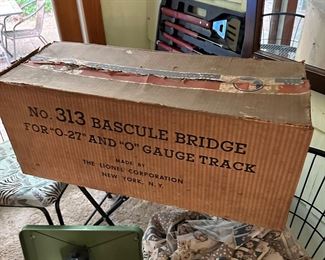 No. 313 BASCULE BRIDGE
FOR "O-27" AND "O" GAUGE TRACK
MADE BY
THE LIONEL CORPORATION
NEW YORK, N.Y.